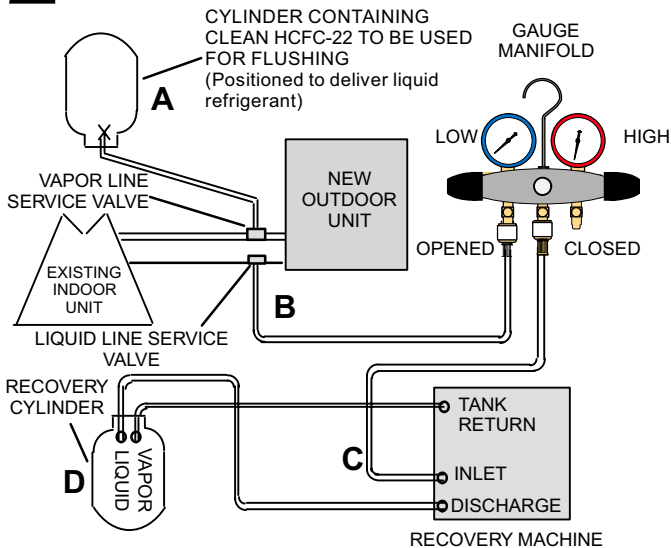 CYLINDER CONTAINING
CLEAN HCFC-22 TO BE USED
FOR FLUSHING
(Positioned to deliver liquid
refrigerant)
A
GAUGE
MANIFOLD
LOW
HIGH
VAPOR LINE
SERVICE VALVE
NEW
OUTDOOR
UNIT
OPENED
CLOSED
EXISTING
INDOOR
UNIT
B
LIQUID LINE SERVICE
VALVE
RECOVERY
CYLINDER
TANK
RETURN
C
D
LIQUID
VAPOR
INLET
DISCHARGE
RECOVERY MACHINE